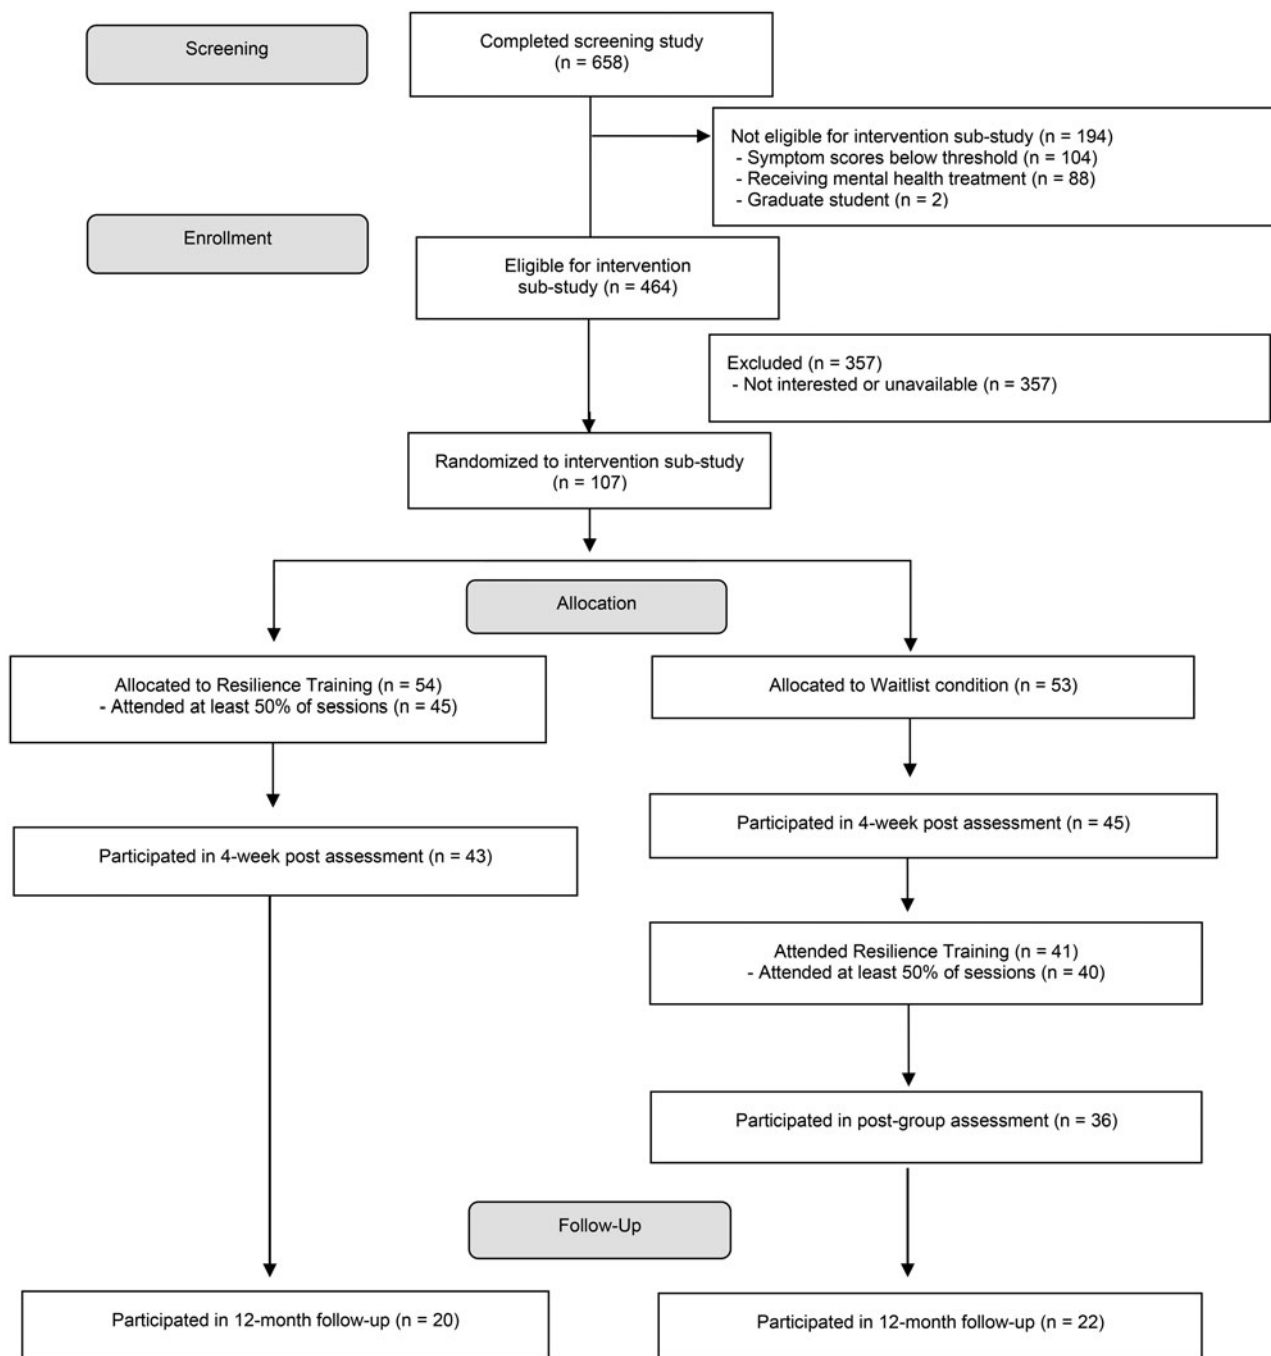 Screening
Completed screening study
(n = 658)
Not eligible for intervention sub-study (n = 194)
- Symptom scores below threshold (n = 104)
- Receiving mental health treatment (n = 88)
- Graduate student (n = 2)
Enrollment
Eligible for intervention
sub-study (n = 464)
Excluded (n = 357)
- Not interested or unavailable (n = 357)
Randomized to intervention sub-study
(n = 107)
Allocation
Allocated to Resilience Training (n = 54)
- Attended at least 50% of sessions (n = 45)
Allocated to Waitlist condition (n = 53)
Participated in 4-week post assessment (n = 43)
Participated in 4-week post assessment (n = 45)
Attended Resilience Training (n = 41)
- Attended at least 50% of sessions (n = 40)
Participated in post-group assessment (n = 36)
Follow-Up
Participated in 12-month follow-up (n = 20)
Participated in 12-month follow-up (n = 22)